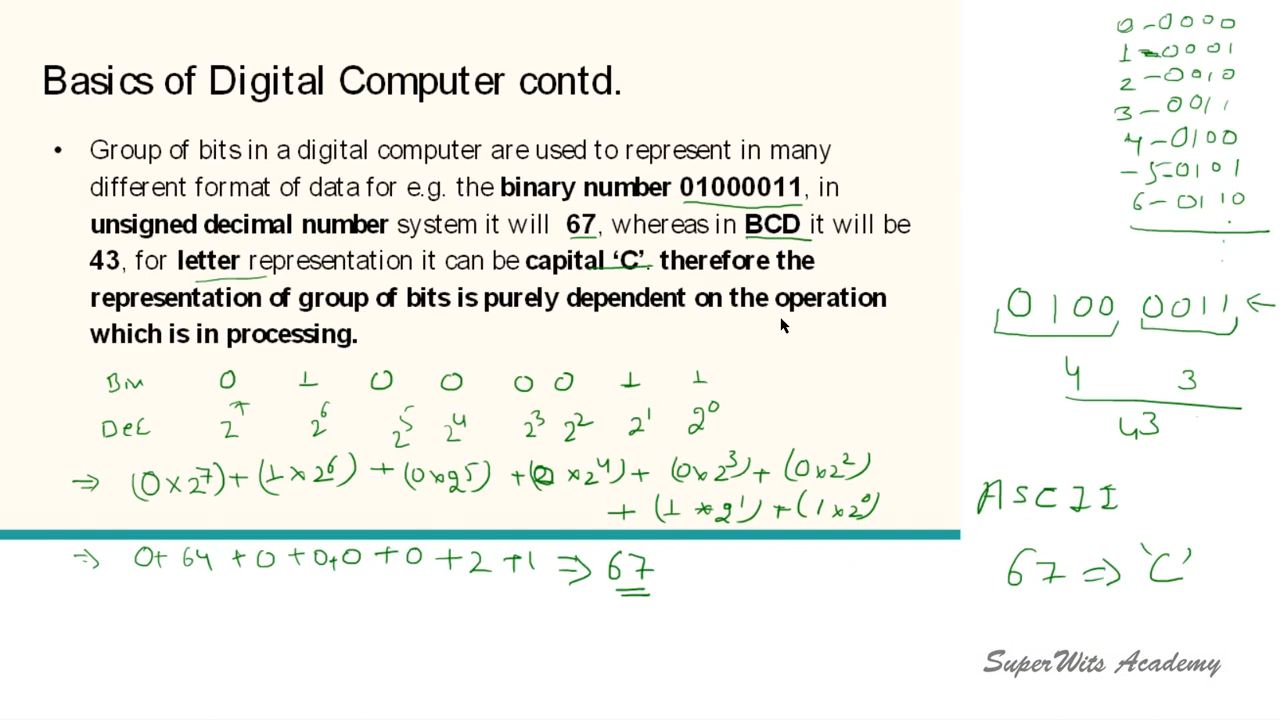 Basics of Digital Computer contd.
• Group of bits in a digital computer are used to represent in many
different format of data for e.g. the binary number 01000011, in
unsigned decimal number system it will 67, whereas in BCD it will be
43, for letter representation it can be capital ‘C’. therefore the
representation of group of bits is purely dependent on the operation
which is in processing.
Bin 0 1 0 0 0 0 1 1
Dec 2^7 2^6 2^5 2^4 2^3 2^2 2^1 2^0
⇒ (0×2^7)+(1×2^6)+(0×2^5)+(0×2^4)+(0×2^3)+(0×2^2)
+(1*2^1)+(1×2^0)
⇒ 0+64+0+0+0+0+2+1 ⇒ 67
0-0000
1-0001
2-0010
3-0011
4-0100
-5-0101
6-0110
0100 0011 ←
4 3
43
ASCII
67 ⇒ ‘C’
SuperWits Academy